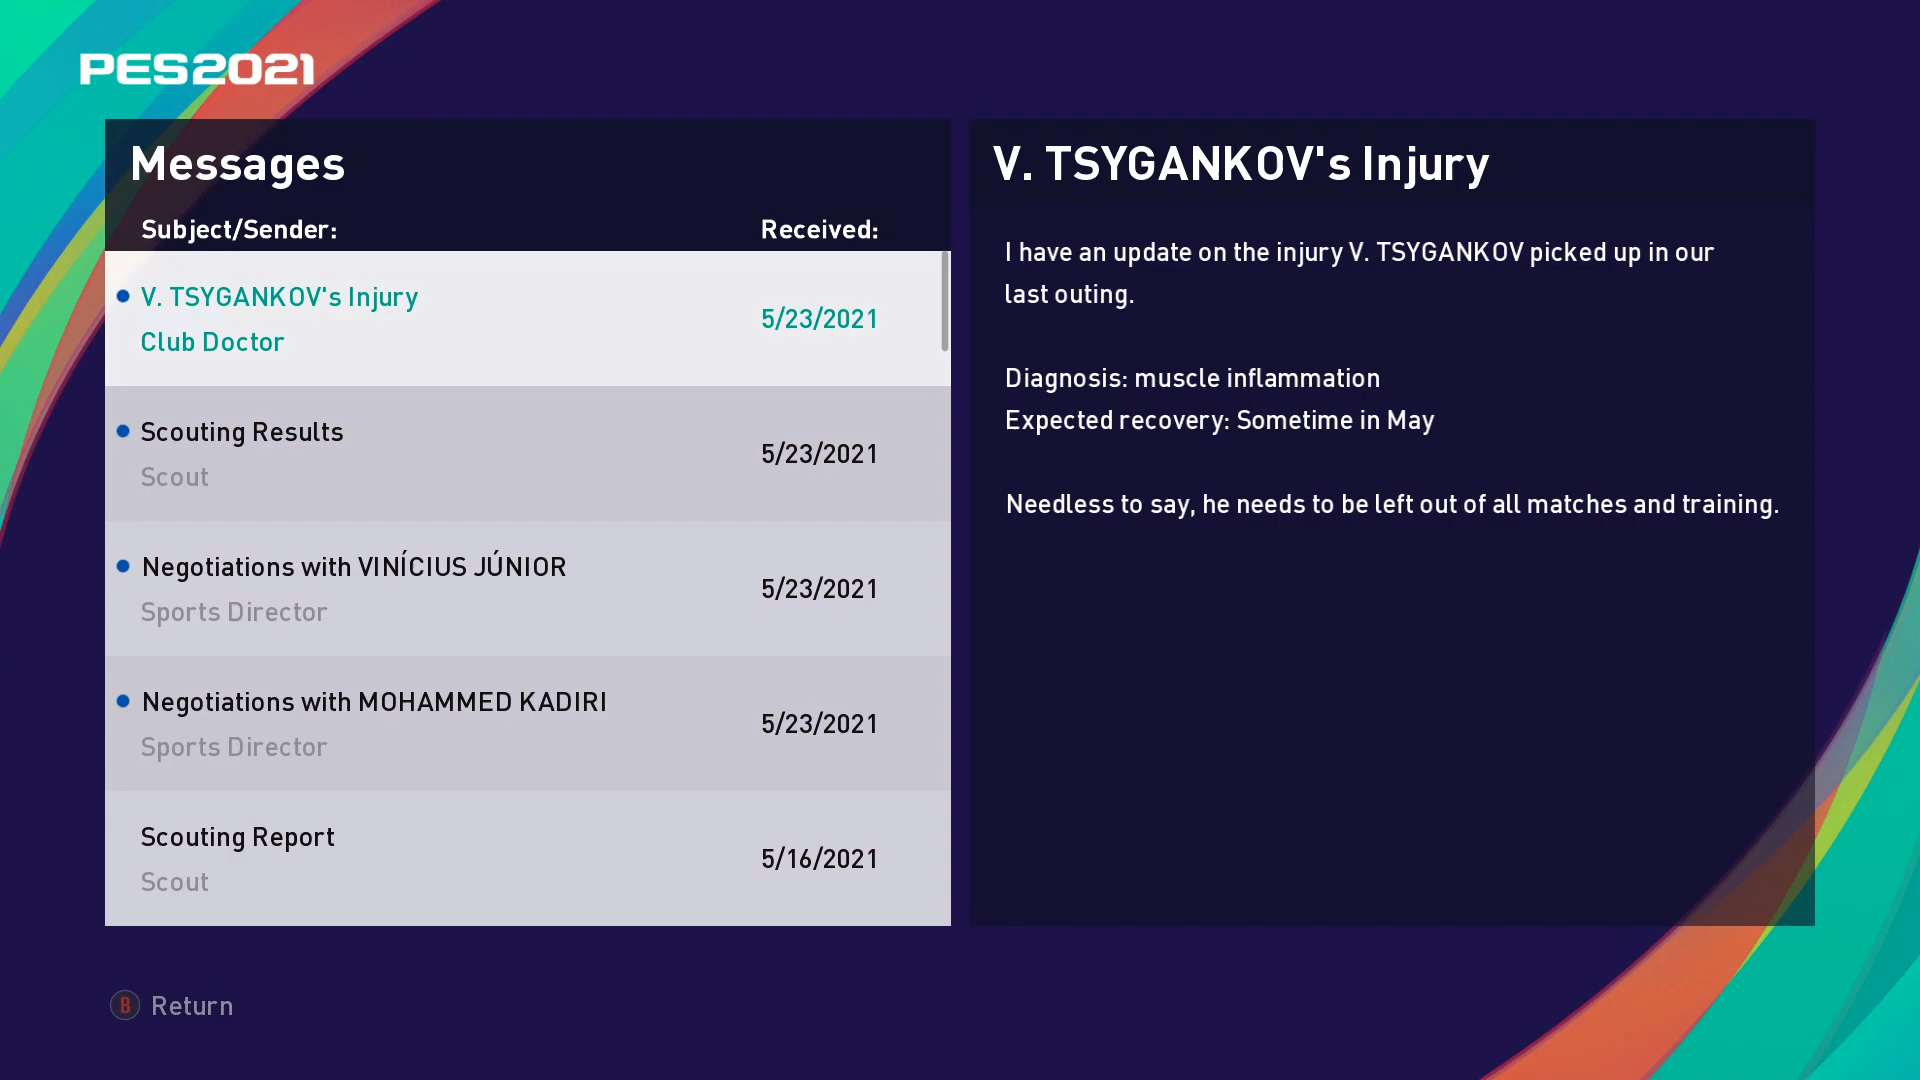 PES2021
Messages
Subject/Sender: Received:
V. TSYGANKOV's Injury
Club Doctor
5/23/2021
Scouting Results
Scout
5/23/2021
Negotiations with VINÍCIUS JÚNIOR
Sports Director
5/23/2021
Negotiations with MOHAMMED KADIRI
Sports Director
5/23/2021
Scouting Report
Scout
5/16/2021
V. TSYGANKOV's Injury
I have an update on the injury V. TSYGANKOV picked up in our
last outing.
Diagnosis: muscle inflammation
Expected recovery: Sometime in May
Needless to say, he needs to be left out of all matches and training.
B Return